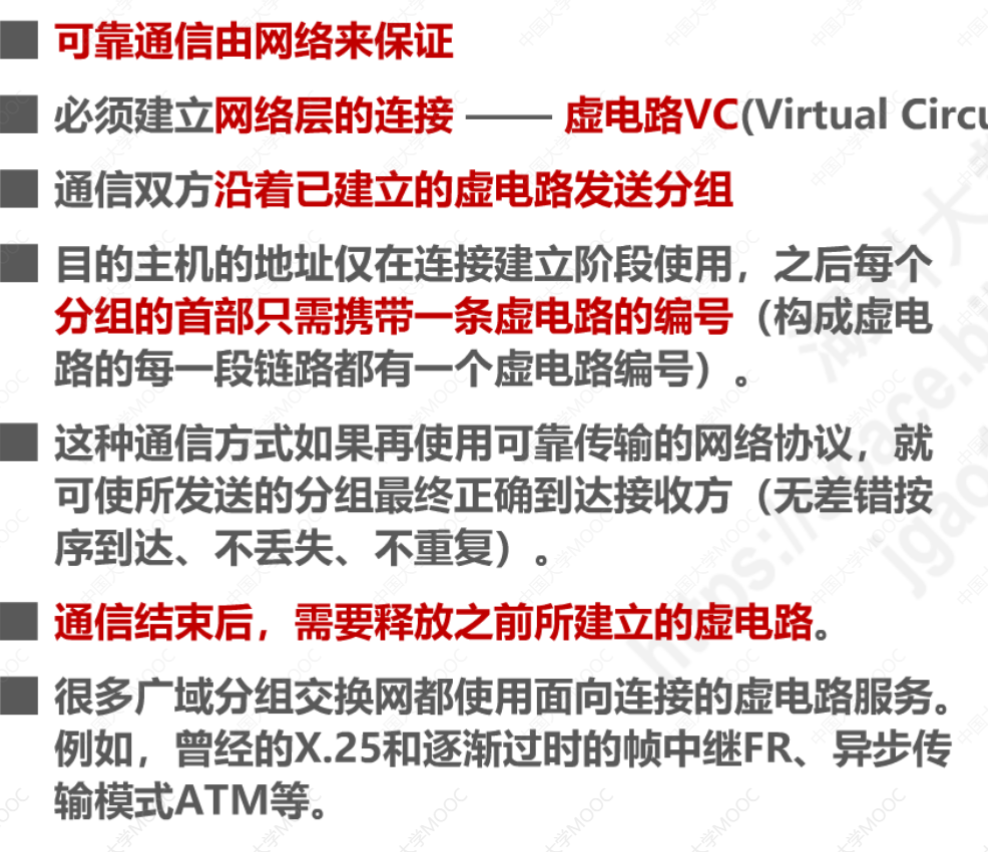 可靠通信由网络来保证
必须建立网络层的连接 —— 虚电路VC(Virtual Circu
通信双方沿着已建立的虚电路发送分组
目的主机的地址仅在连接建立阶段使用，之后每个
分组的首部只需携带一条虚电路的编号（构成虚电
路的每一段链路都有一个虚电路编号）。
这种通信方式如果再使用可靠传输的网络协议，就
可使所发送的分组最终正确到达接收方（无差错按
序到达、不丢失、不重复）。
通信结束后，需要释放之前所建立的虚电路。
很多广域分组交换网都使用面向连接的虚电路服务。
例如，曾经的X.25和逐渐过时的帧中继FR、异步传
输模式ATM等。
中国大学MOOC